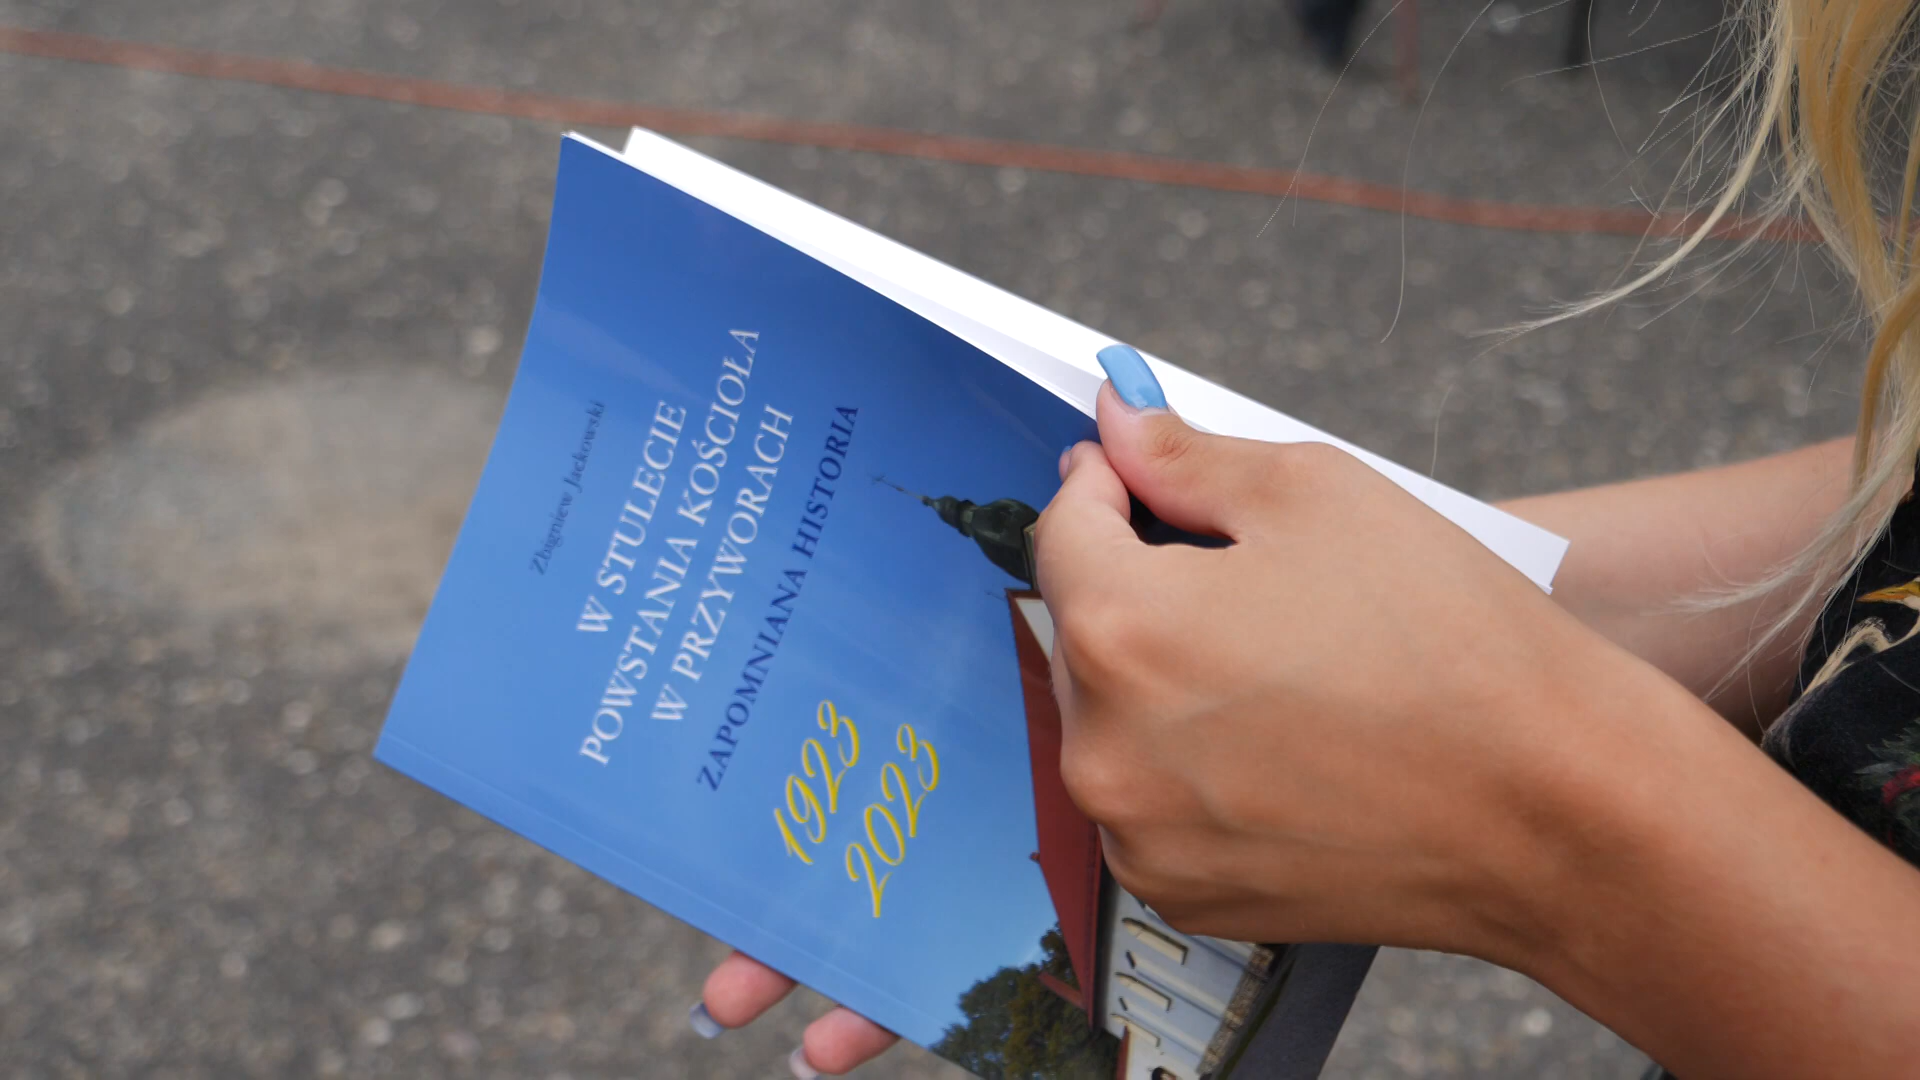 Zbigniew Jackowski
W STULECIE
POWSTANIA KOŚCIOŁA
W PRZYWORACH
ZAPOMNIANA HISTORIA
1923
2023